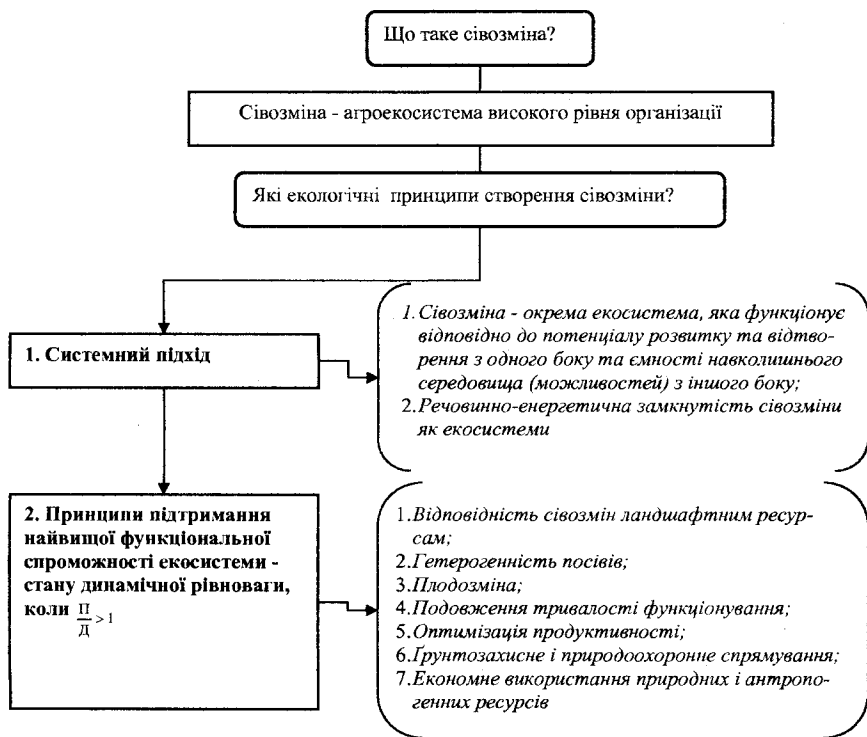 Що таке сівозміна?
Сівозміна - агроекосистема високого рівня організації
Які екологічні принципи створення сівозміни?
1. Системний підхід
1. Сівозміна - окрема екосистема, яка функціонує
відповідно до потенціалу розвитку та відтво-
рення з одного боку та ємності навколишнього
середовища (можливостей) з іншого боку;
2. Речовинно-енергетична замкнутість сівозміни
як екосистеми
2. Принципи підтримання
найвищої функціональної
спроможності екосистеми -
стану динамічної рівноваги,
коли П/Д >1
1. Відповідність сівозмін ландшафтним ресур-
сам;
2. Гетерогенність посівів;
3. Плодозміна;
4. Подовження тривалості функціонування;
5. Оптимізація продуктивності;
6. Ґрунтозахисне і природоохоронне спрямування;
7. Економне використання природних і антропо-
генних ресурсів